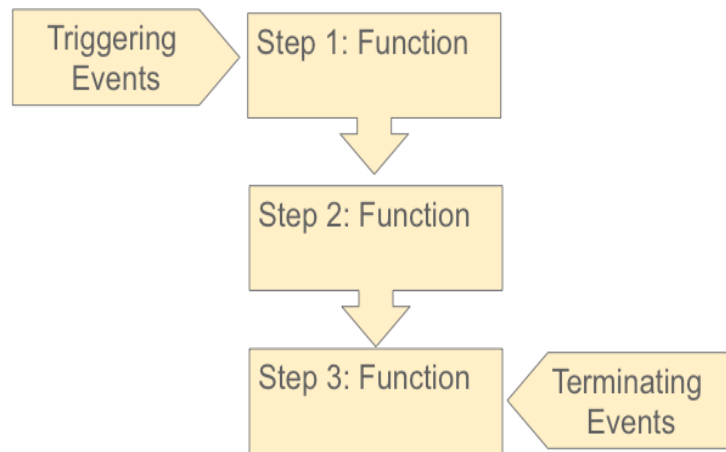 Triggering
Events
Step 1: Function
Step 2: Function
Step 3: Function
Terminating
Events